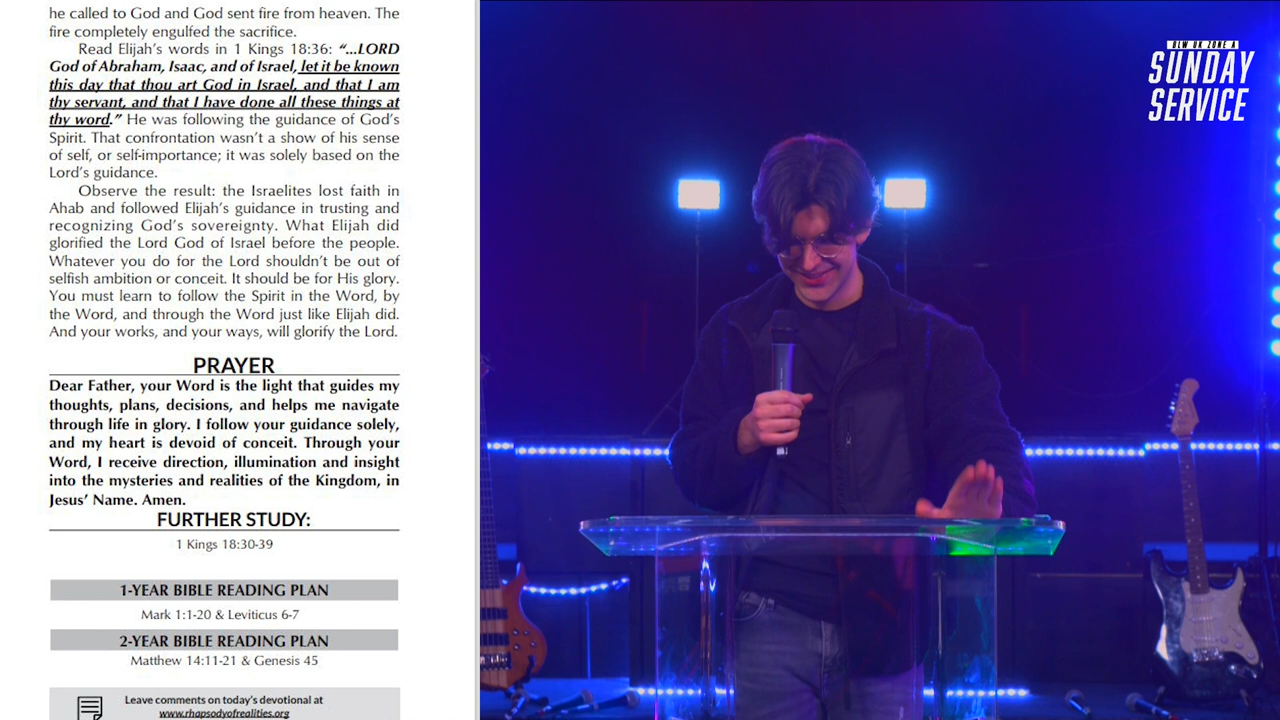 he called to God and God sent fire from heaven. The
fire completely engulfed the sacrifice.
Read Elijah's words in 1 Kings 18:36: “...LORD
God of Abraham, Isaac, and of Israel, let it be known
this day that thou art God in Israel, and that I am
thy servant, and that I have done all these things at
thy word.” He was following the guidance of God's
Spirit. That confrontation wasn't a show of his sense
of self, or self-importance; it was solely based on the
Lord's guidance.
Observe the result: the Israelites lost faith in
Ahab and followed Elijah's guidance in trusting and
recognizing God's sovereignty. What Elijah did
glorified the Lord God of Israel before the people.
Whatever you do for the Lord shouldn't be out of
selfish ambition or conceit. It should be for His glory.
You must learn to follow the Spirit in the Word, by
the Word, and through the Word just like Elijah did.
And your works, and your ways, will glorify the Lord.
PRAYER
Dear Father, your Word is the light that guides my
thoughts, plans, decisions, and helps me navigate
through life in glory. I follow your guidance solely,
and my heart is devoid of conceit. Through your
Word, I receive direction, illumination and insight
into the mysteries and realities of the Kingdom, in
Jesus' Name. Amen.
FURTHER STUDY:
1 Kings 18:30-39
1-YEAR BIBLE READING PLAN
Mark 1:1-20 & Leviticus 6-7
2-YEAR BIBLE READING PLAN
Matthew 14:11-21 & Genesis 45
Leave comments on today's devotional at
www.rhapsodyofrealities.org
BLW UK ZONE A
SUNDAY
SERVICE